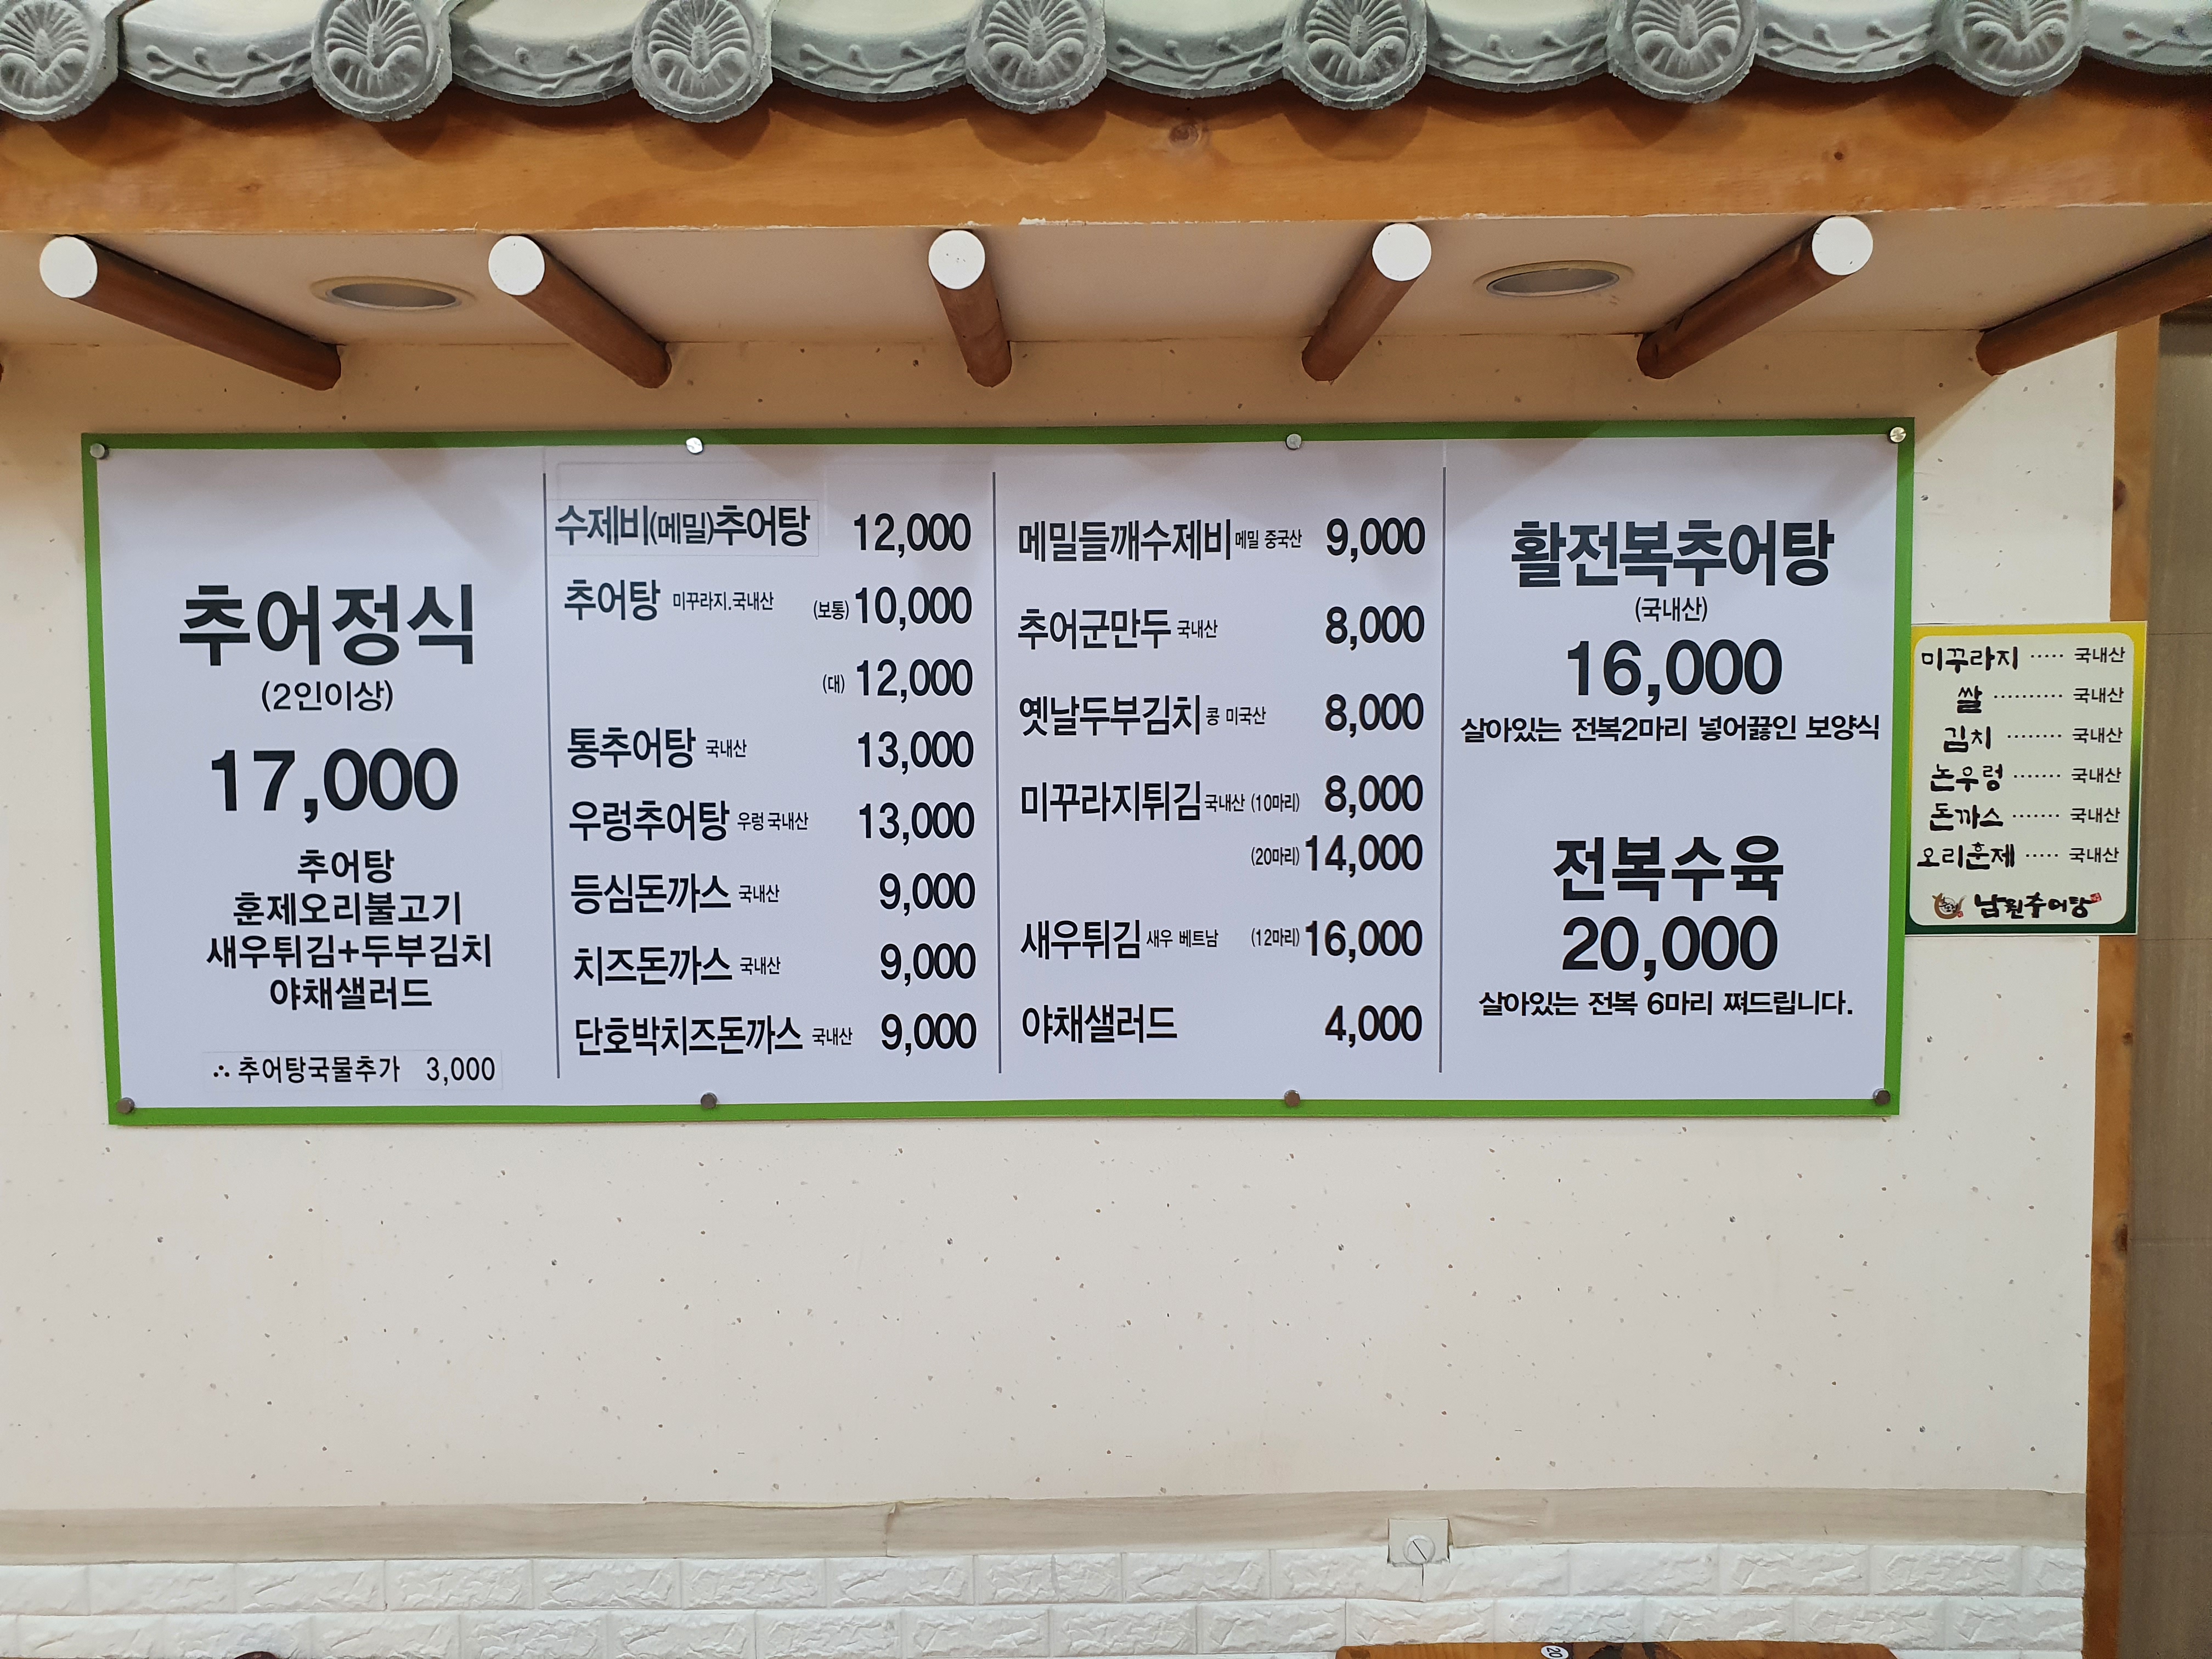 추어정식
(2인이상)
17,000
추어탕
훈제오리불고기
새우튀김+두부김치
야채샐러드
∴ 추어탕국물추가 3,000
수제비(메밀)추어탕 12,000
추어탕 미꾸라지.국내산 (보통) 10,000
(대) 12,000
통추어탕 국내산 13,000
우렁추어탕 우렁 국내산 13,000
등심돈까스 국내산 9,000
치즈돈까스 국내산 9,000
단호박치즈돈까스 국내산 9,000
메밀들깨수제비 메밀 중국산 9,000
추어군만두 국내산 8,000
옛날두부김치 콩 미국산 8,000
미꾸라지튀김 국내산 (10마리) 8,000
(20마리) 14,000
새우튀김 새우 베트남 (12마리) 16,000
야채샐러드 4,000
활전복추어탕
(국내산)
16,000
살아있는 전복2마리 넣어끓인 보양식
전복수육
20,000
살아있는 전복 6마리 쪄드립니다.
미꾸라지 ····· 국내산
쌀 ·········· 국내산
김치 ········ 국내산
논우렁 ······· 국내산
돈까스 ······· 국내산
오리훈제 ····· 국내산
남원추어탕
20